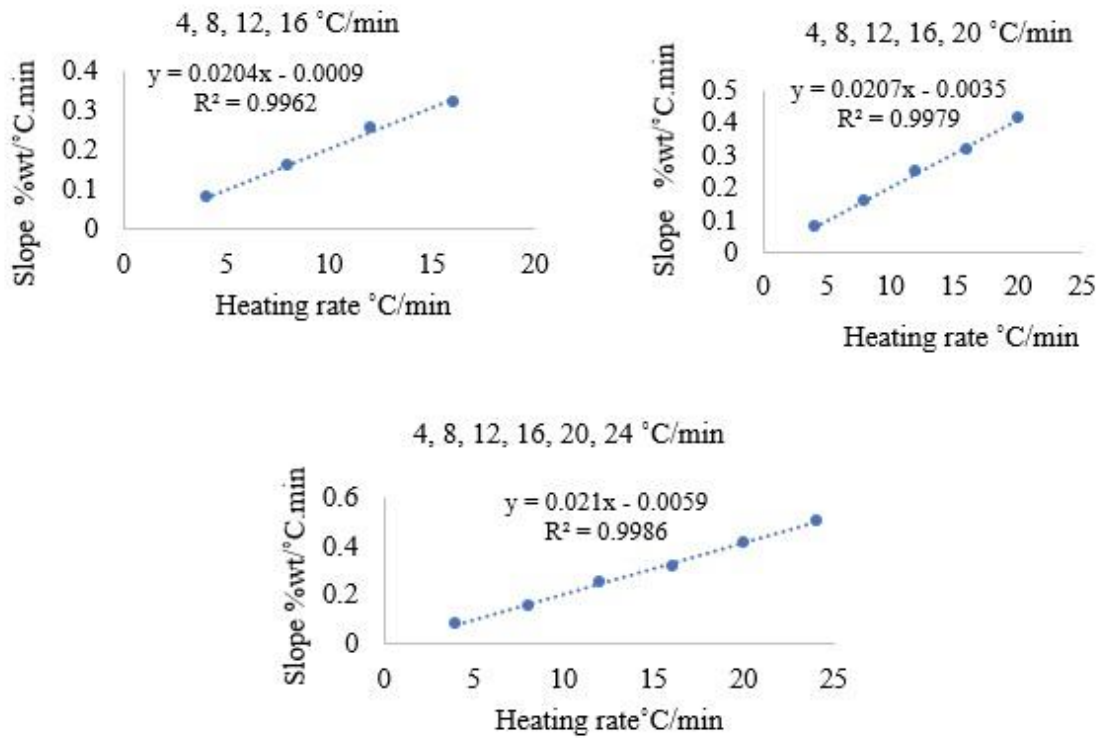 4, 8, 12, 16 ˚C/min
y = 0.0204x - 0.0009
R² = 0.9962
0.4
0.3
0.2
0.1
0
0 5 10 15 20
Slope %wt/˚C.min
Heating rate ˚C/min
4, 8, 12, 16, 20 ˚C/min
y = 0.0207x - 0.0035
R² = 0.9979
0.5
0.4
0.3
0.2
0.1
0
0 5 10 15 20 25
Slope %wt/˚C.min
Heating rate ˚C/min
4, 8, 12, 16, 20, 24 ˚C/min
y = 0.021x - 0.0059
R² = 0.9986
0.6
0.4
0.2
0
0 5 10 15 20 25
Slope %wt/˚C.min
Heating rate˚C/min